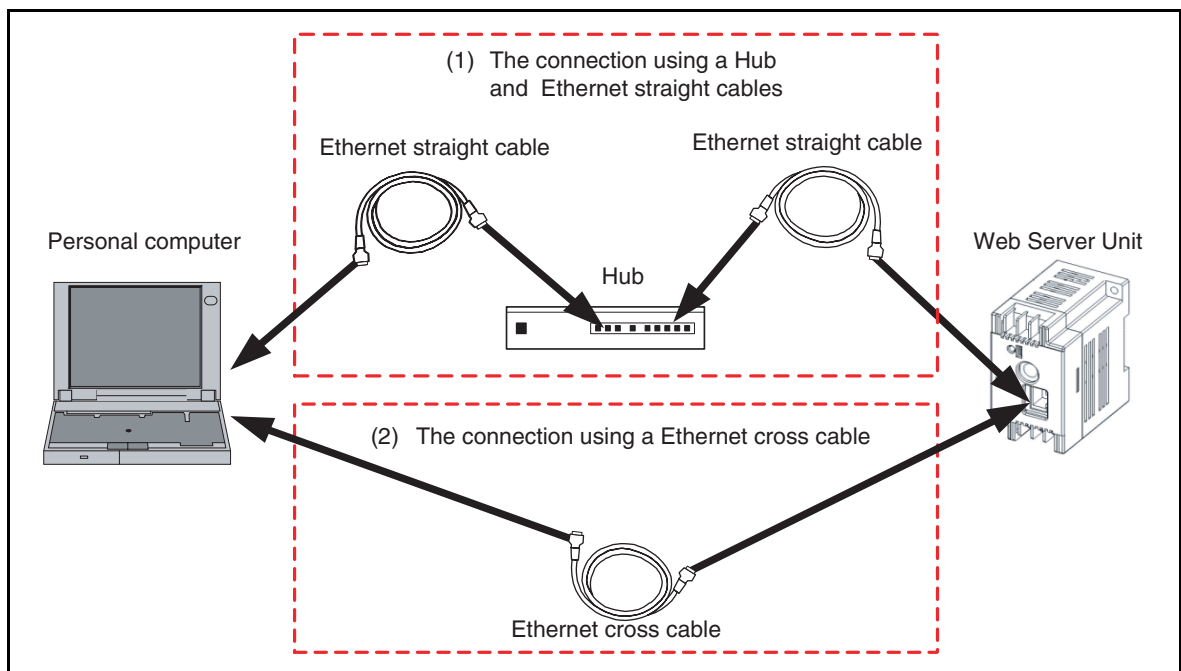 (1) The connection using a Hub
and Ethernet straight cables
Ethernet straight cable
Ethernet straight cable
Personal computer
Hub
Web Server Unit
(2) The connection using a Ethernet cross cable
Ethernet cross cable